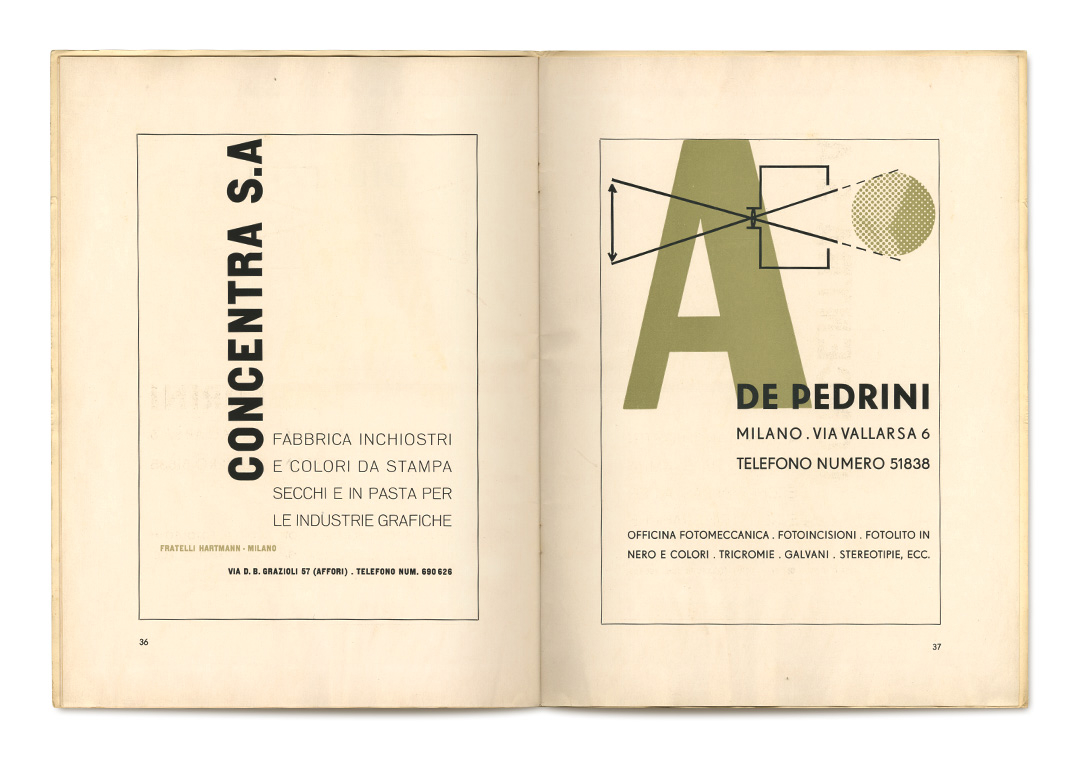 CONCENTRA S.A
FABBRICA INCHIOSTRI
E COLORI DA STAMPA
SECCHI E IN PASTA PER
LE INDUSTRIE GRAFICHE
FRATELLI HARTMANN - MILANO
VIA D. B. GRAZIOLI 57 (AFFORI) . TELEFONO NUM. 690626
36
A
DE PEDRINI
MILANO . VIA VALLARSA 6
TELEFONO NUMERO 51838
OFFICINA FOTOMECCANICA . FOTOINCISIONI . FOTOLITO IN
NERO E COLORI . TRICROMIE . GALVANI . STEREOTIPIE, ECC.
37